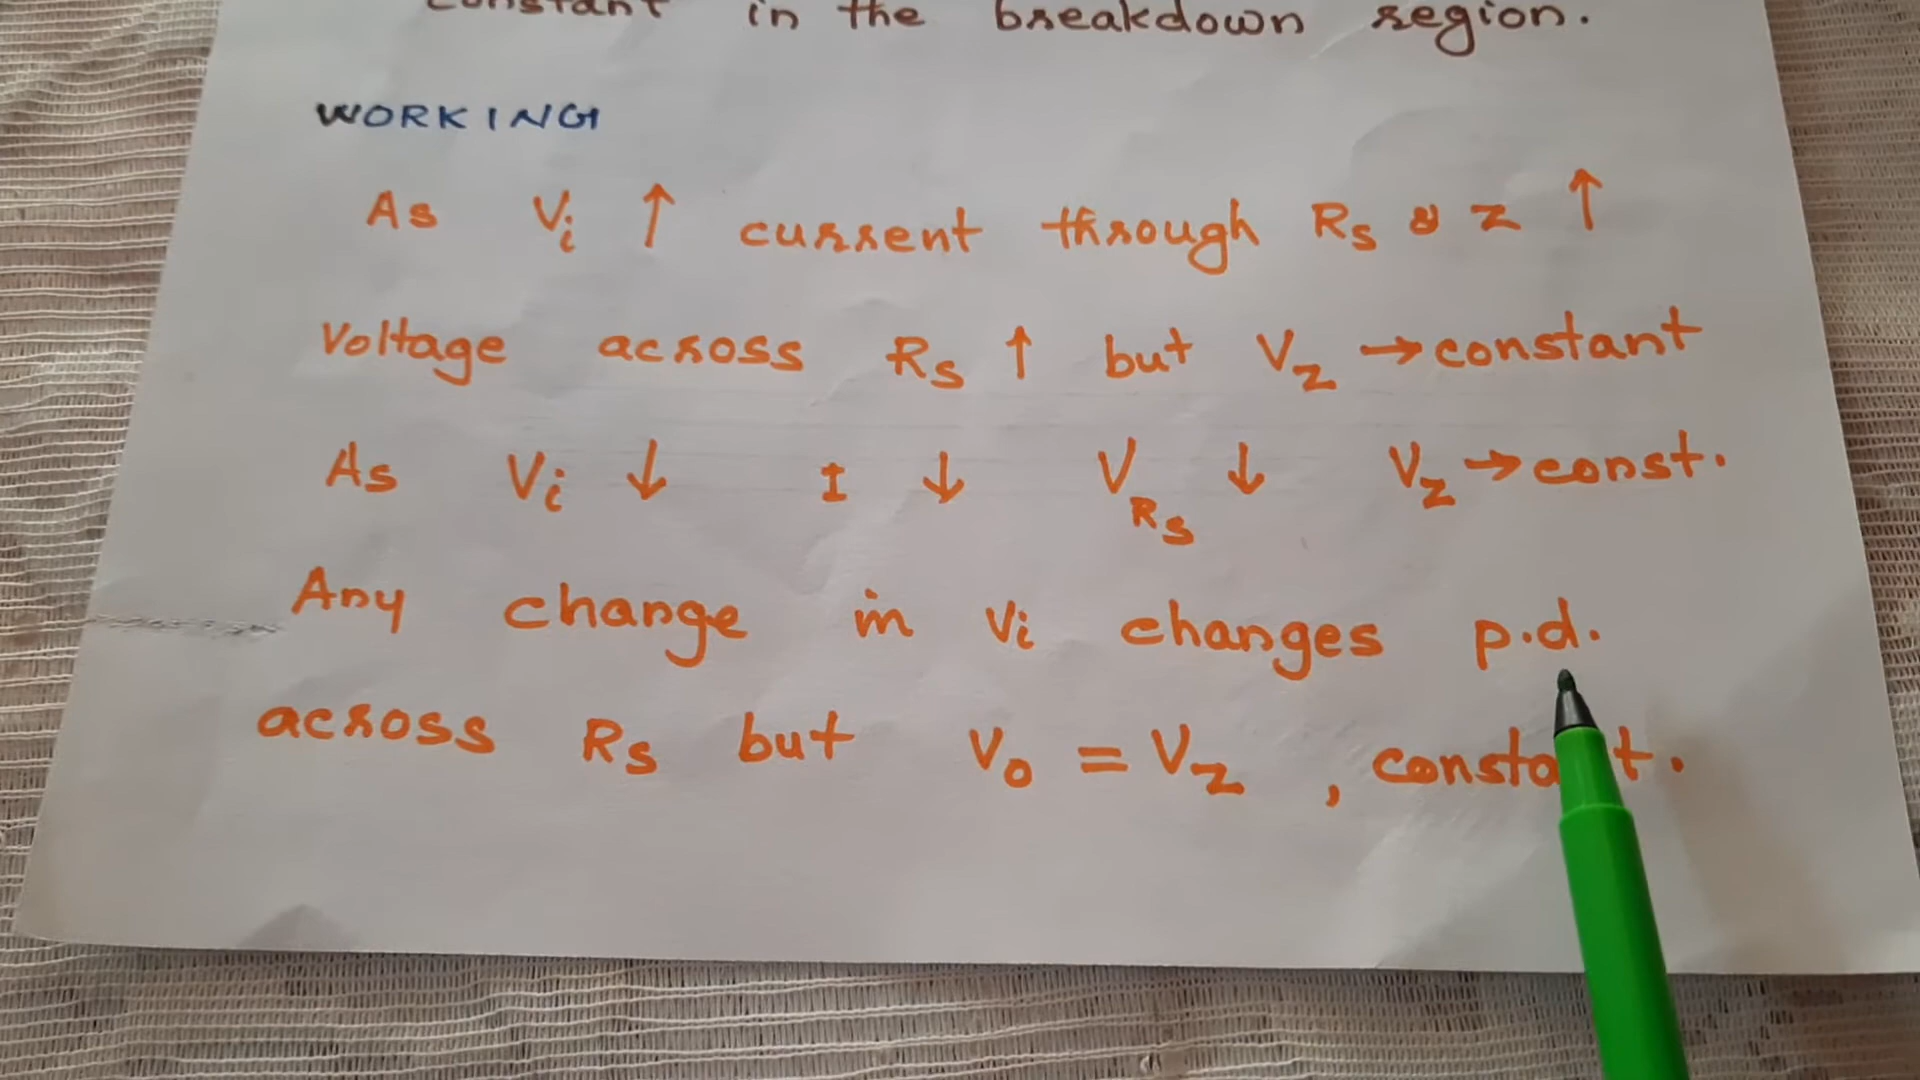 constant in the breakdown region.
WORKING
As Vi ↑ current through Rs & Z ↑
Voltage across Rs ↑ but Vz → constant
As Vi ↓ I ↓ VRs ↓ Vz → const.
Any change in Vi changes p.d.
across Rs but Vo = Vz , constant.